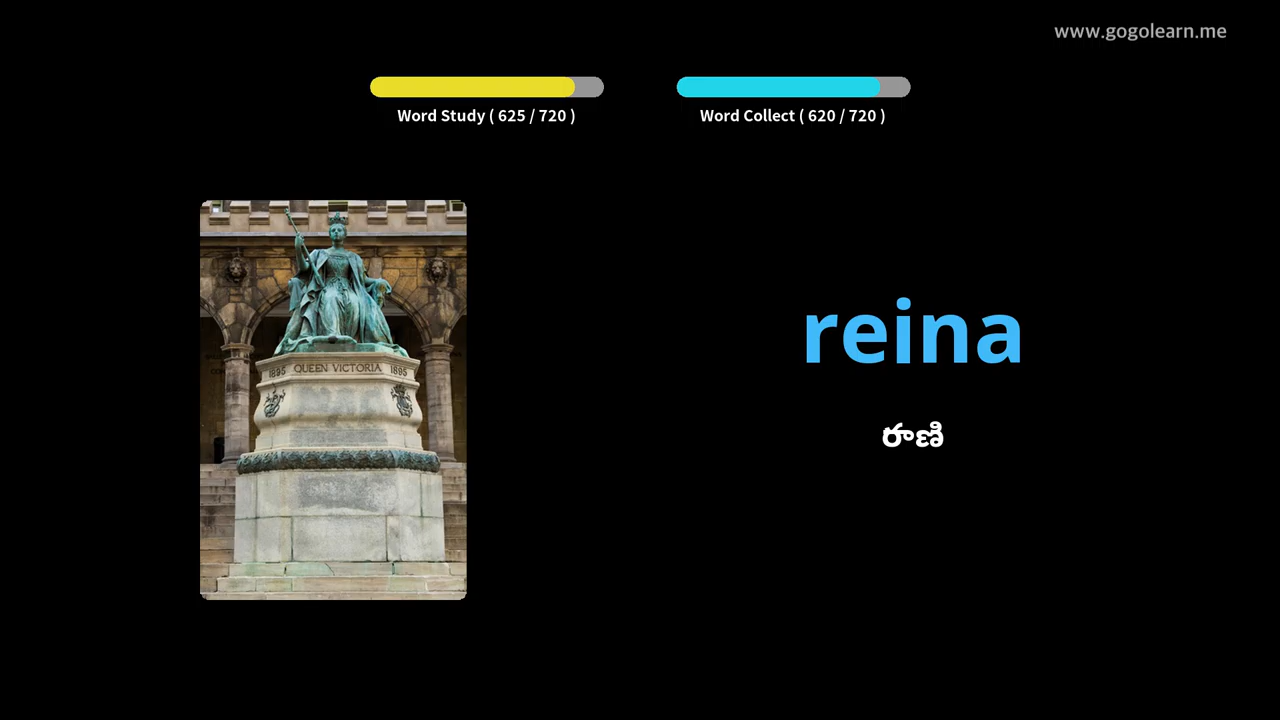 www.gogolearn.me
Word Study ( 625 / 720 )
Word Collect ( 620 / 720 )
1895 QUEEN VICTORIA 1895
reina
రాణి